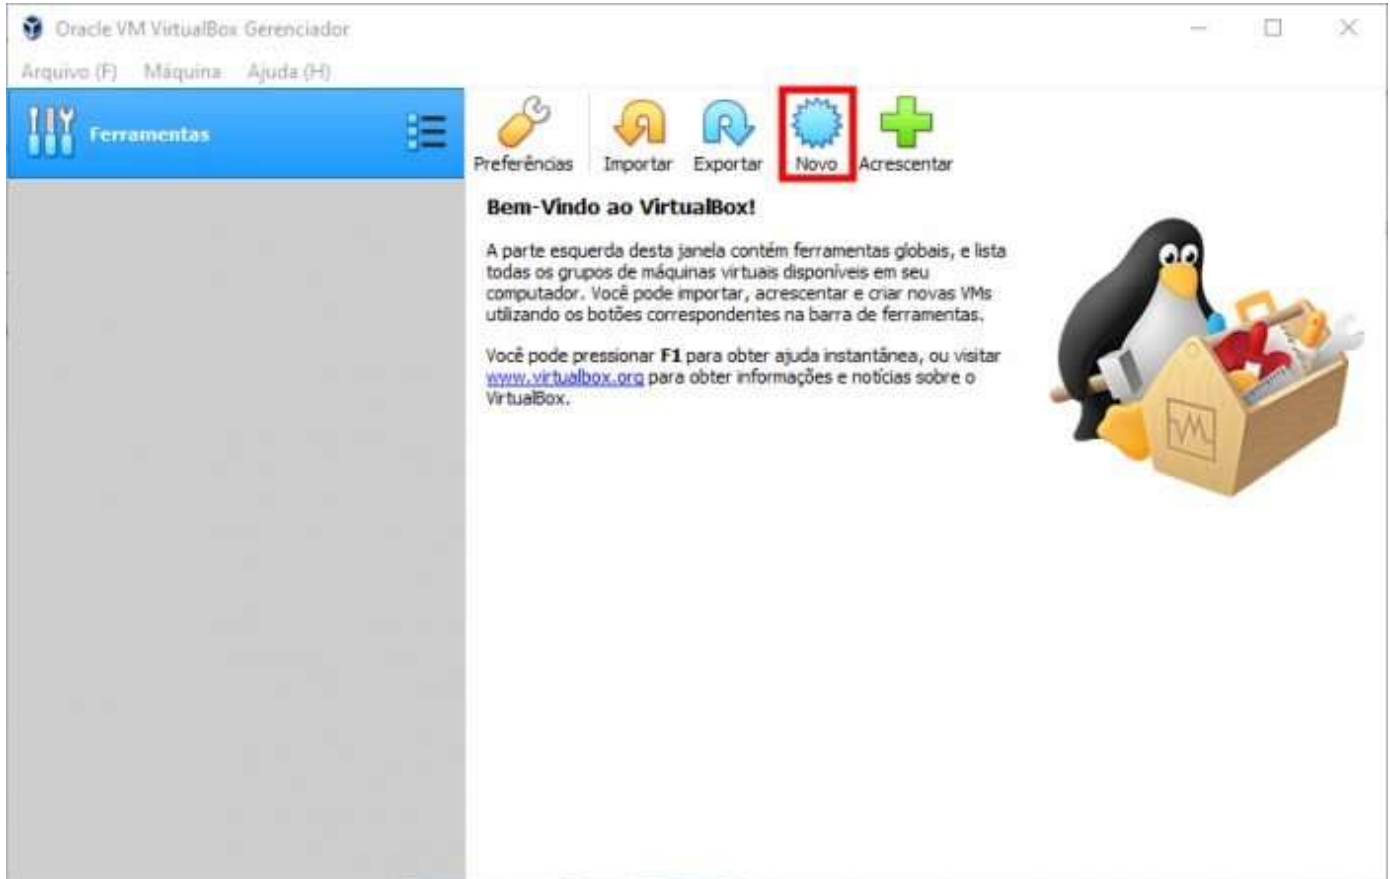 Oracle VM VirtualBox Gerenciador
Arquivo (F) Máquina Ajuda (H)
Ferramentas
Preferências Importar Exportar Novo Acrescentar
Bem-Vindo ao VirtualBox!
A parte esquerda desta janela contém ferramentas globais, e lista
todas os grupos de máquinas virtuais disponíveis em seu
computador. Você pode importar, acrescentar e criar novas VMs
utilizando os botões correspondentes na barra de ferramentas.
Você pode pressionar F1 para obter ajuda instantânea, ou visitar
www.virtualbox.org para obter informações e notícias sobre o
VirtualBox.